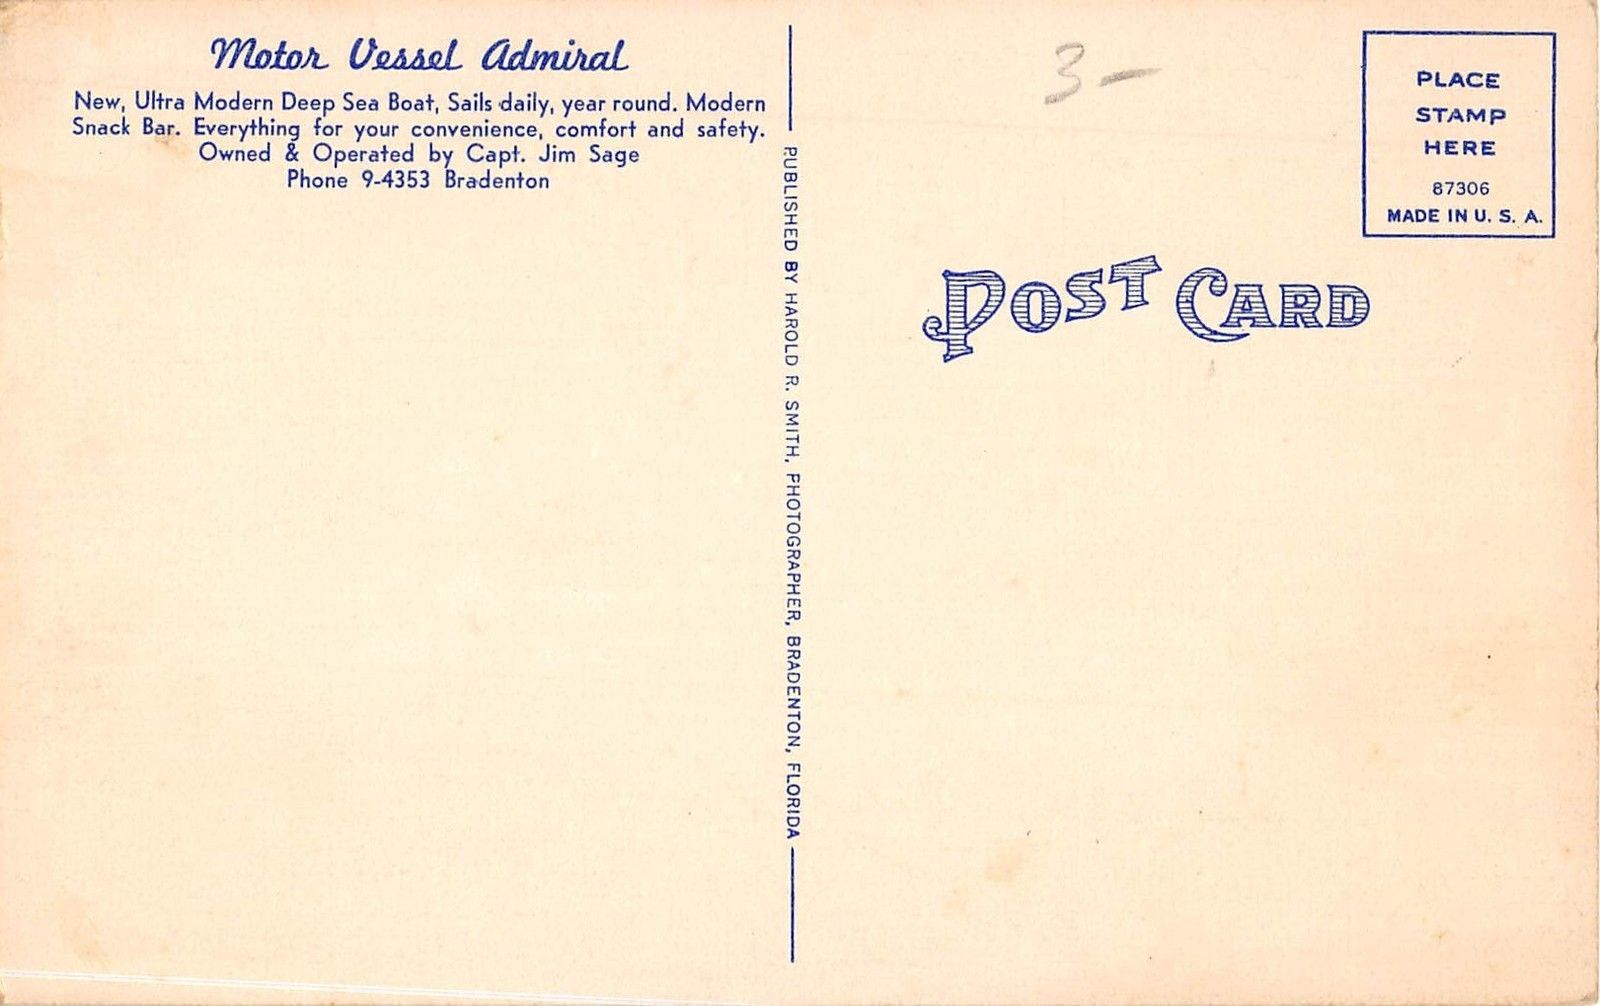 Motor Vessel Admiral
New, Ultra Modern Deep Sea Boat, Sails daily, year round. Modern
Snack Bar. Everything for your convenience, comfort and safety.
Owned & Operated by Capt. Jim Sage
Phone 9-4353 Bradenton
PUBLISHED BY HAROLD R. SMITH, PHOTOGRAPHER, BRADENTON, FLORIDA
3 –
PLACE
STAMP
HERE
87306
MADE IN U. S. A.
POST CARD